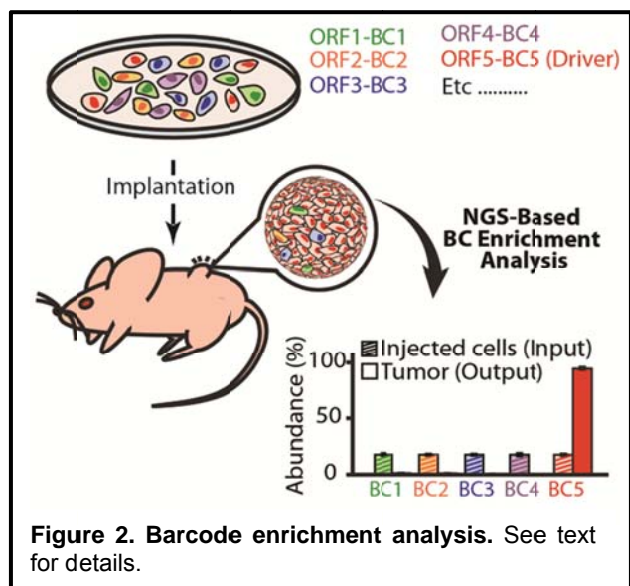 ORF1-BC1 ORF4-BC4
ORF2-BC2 ORF5-BC5 (Driver)
ORF3-BC3 Etc ..........
Implantation
NGS-Based
BC Enrichment
Analysis
Abundance (%)
100
50
0
Injected cells (Input)
Tumor (Output)
BC1 BC2 BC3 BC4 BC5
Figure 2. Barcode enrichment analysis. See text
for details.